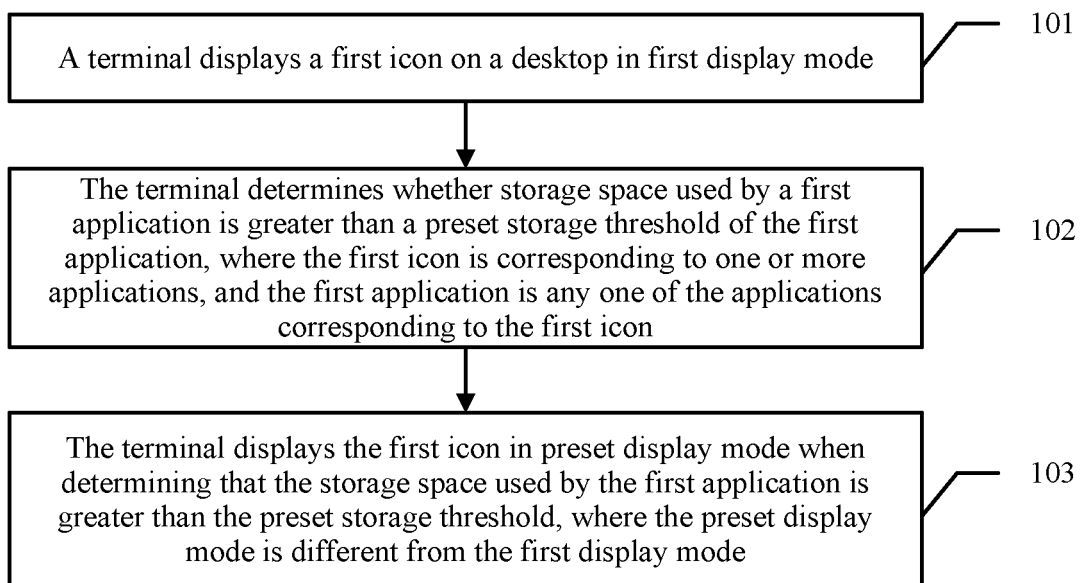 A terminal displays a first icon on a desktop in first display mode
101
The terminal determines whether storage space used by a first
application is greater than a preset storage threshold of the first
application, where the first icon is corresponding to one or more
applications, and the first application is any one of the applications
corresponding to the first icon
102
The terminal displays the first icon in preset display mode when
determining that the storage space used by the first application is
greater than the preset storage threshold, where the preset display
mode is different from the first display mode
103